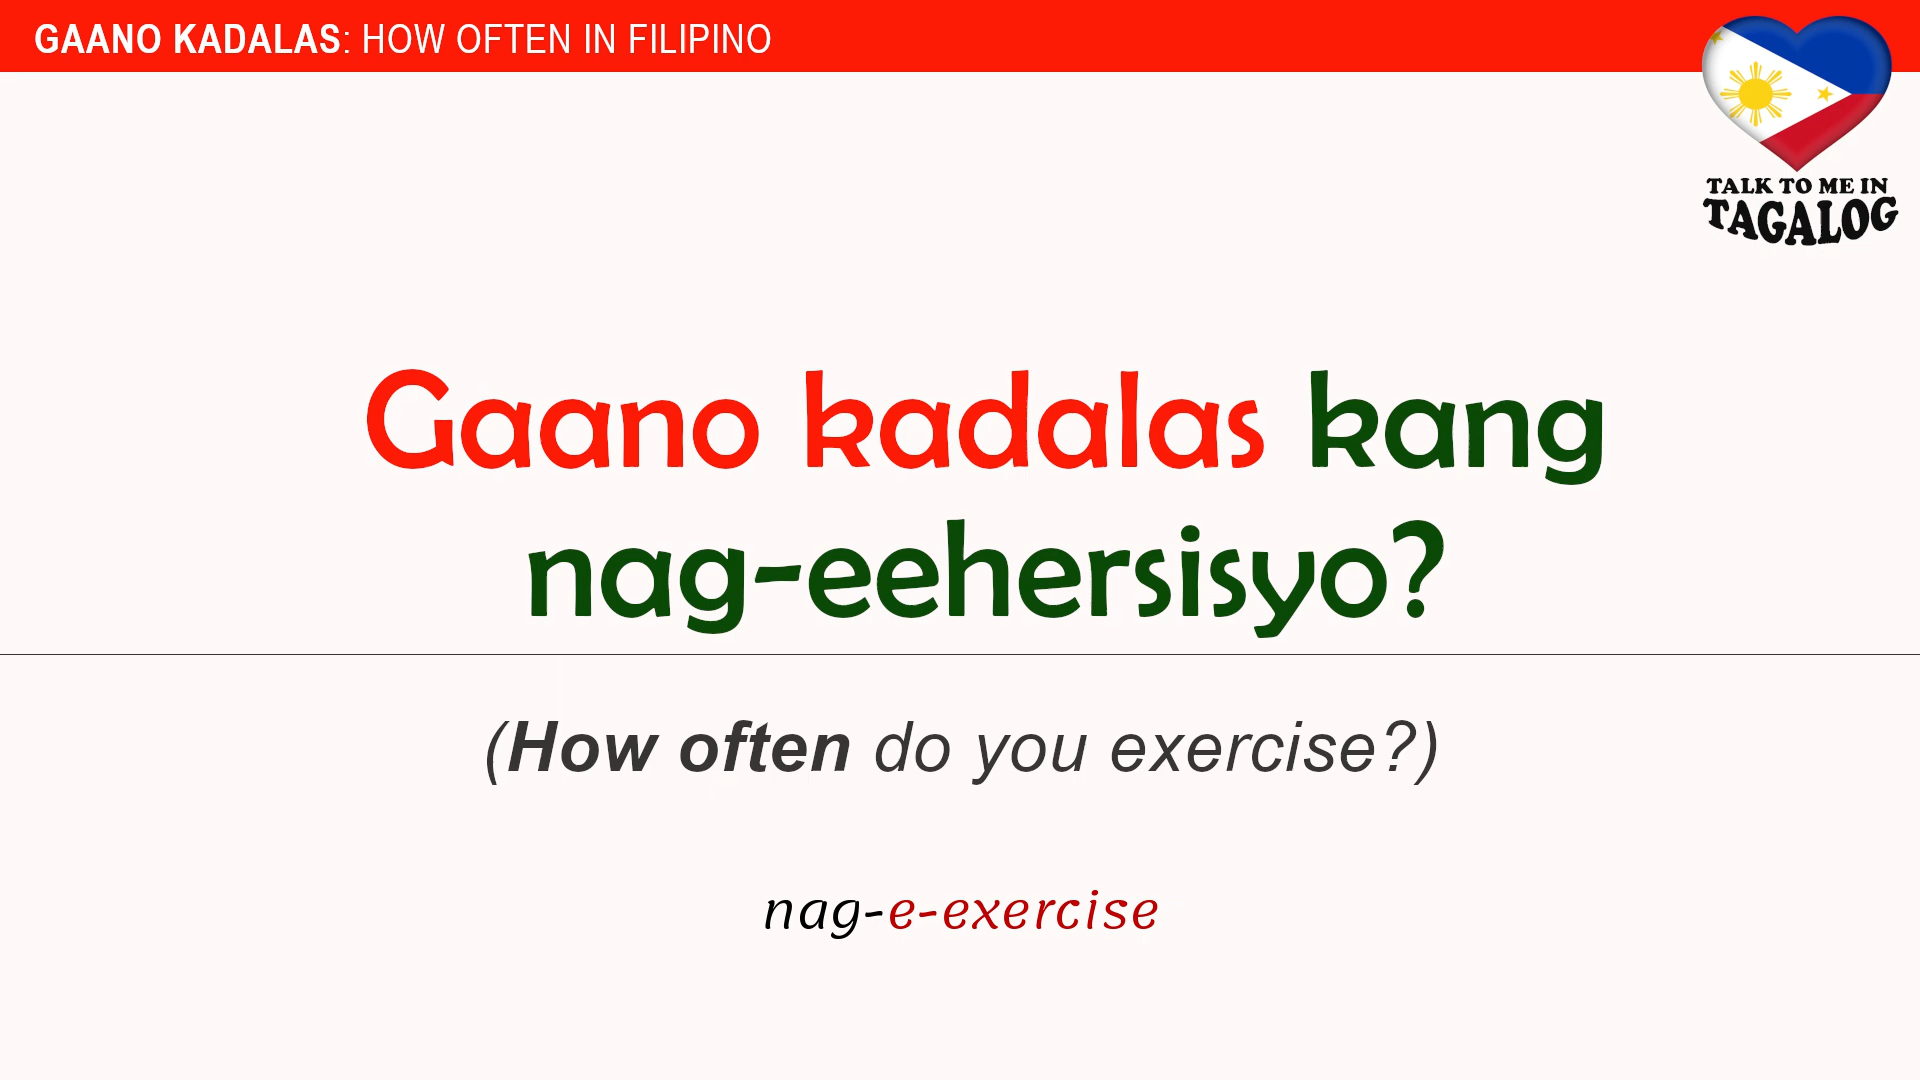 GAANO KADALAS: HOW OFTEN IN FILIPINO
TALK TO ME IN
TAGALOG
Gaano kadalas kang
nag-eehersisyo?
(How often do you exercise?)
nag-e-exercise